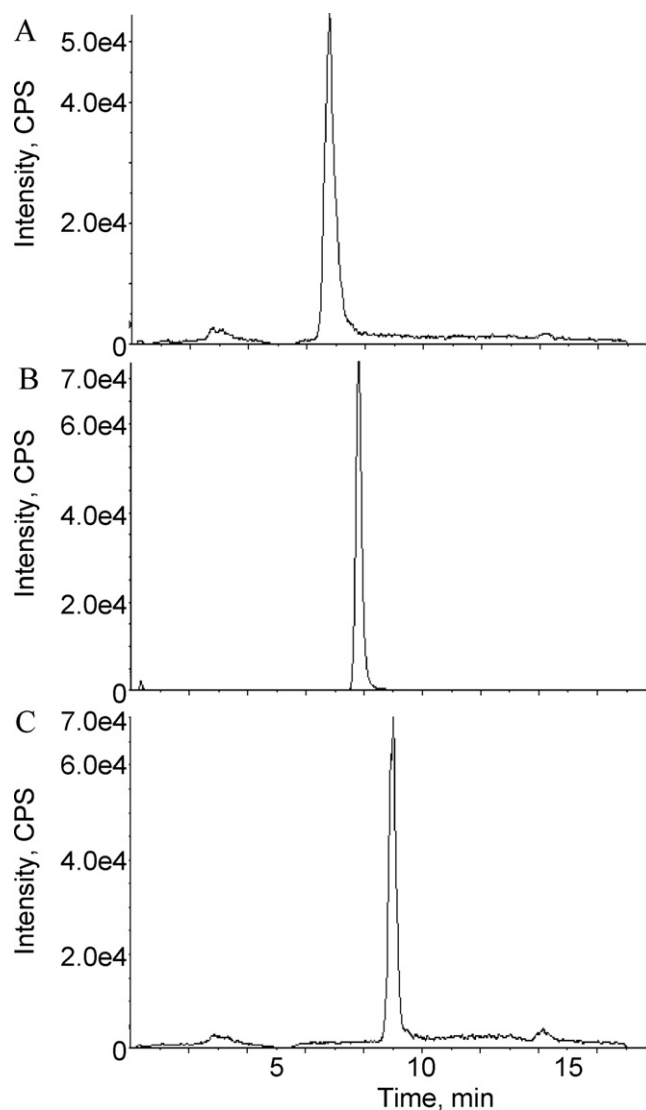 A
Intensity, CPS
5.0e4
4.0e4
2.0e4
0
B
Intensity, CPS
7.0e4
6.0e4
4.0e4
2.0e4
0
C
Intensity, CPS
7.0e4
6.0e4
4.0e4
2.0e4
0
5 10 15
Time, min